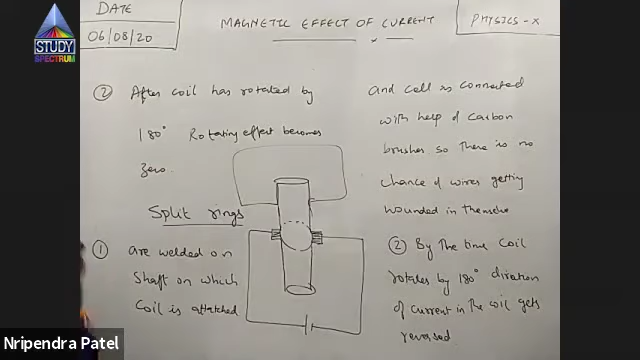 STUDY
SPECTRUM
DATE
06/08/20
MAGNETIC EFFECT OF CURRENT
PHYSICS-X
② After coil has rotated by
180° Rotating effect becomes
zero.
Split rings
① are welded on
Shaft on which
Coil is attached
and cell is connected
with help of carbon
brushes so there is no
chance of wires getting
wounded in themselves
② By the time coil
rotates by 180° direction
of current in the coil gets
reversed
Nripendra Patel